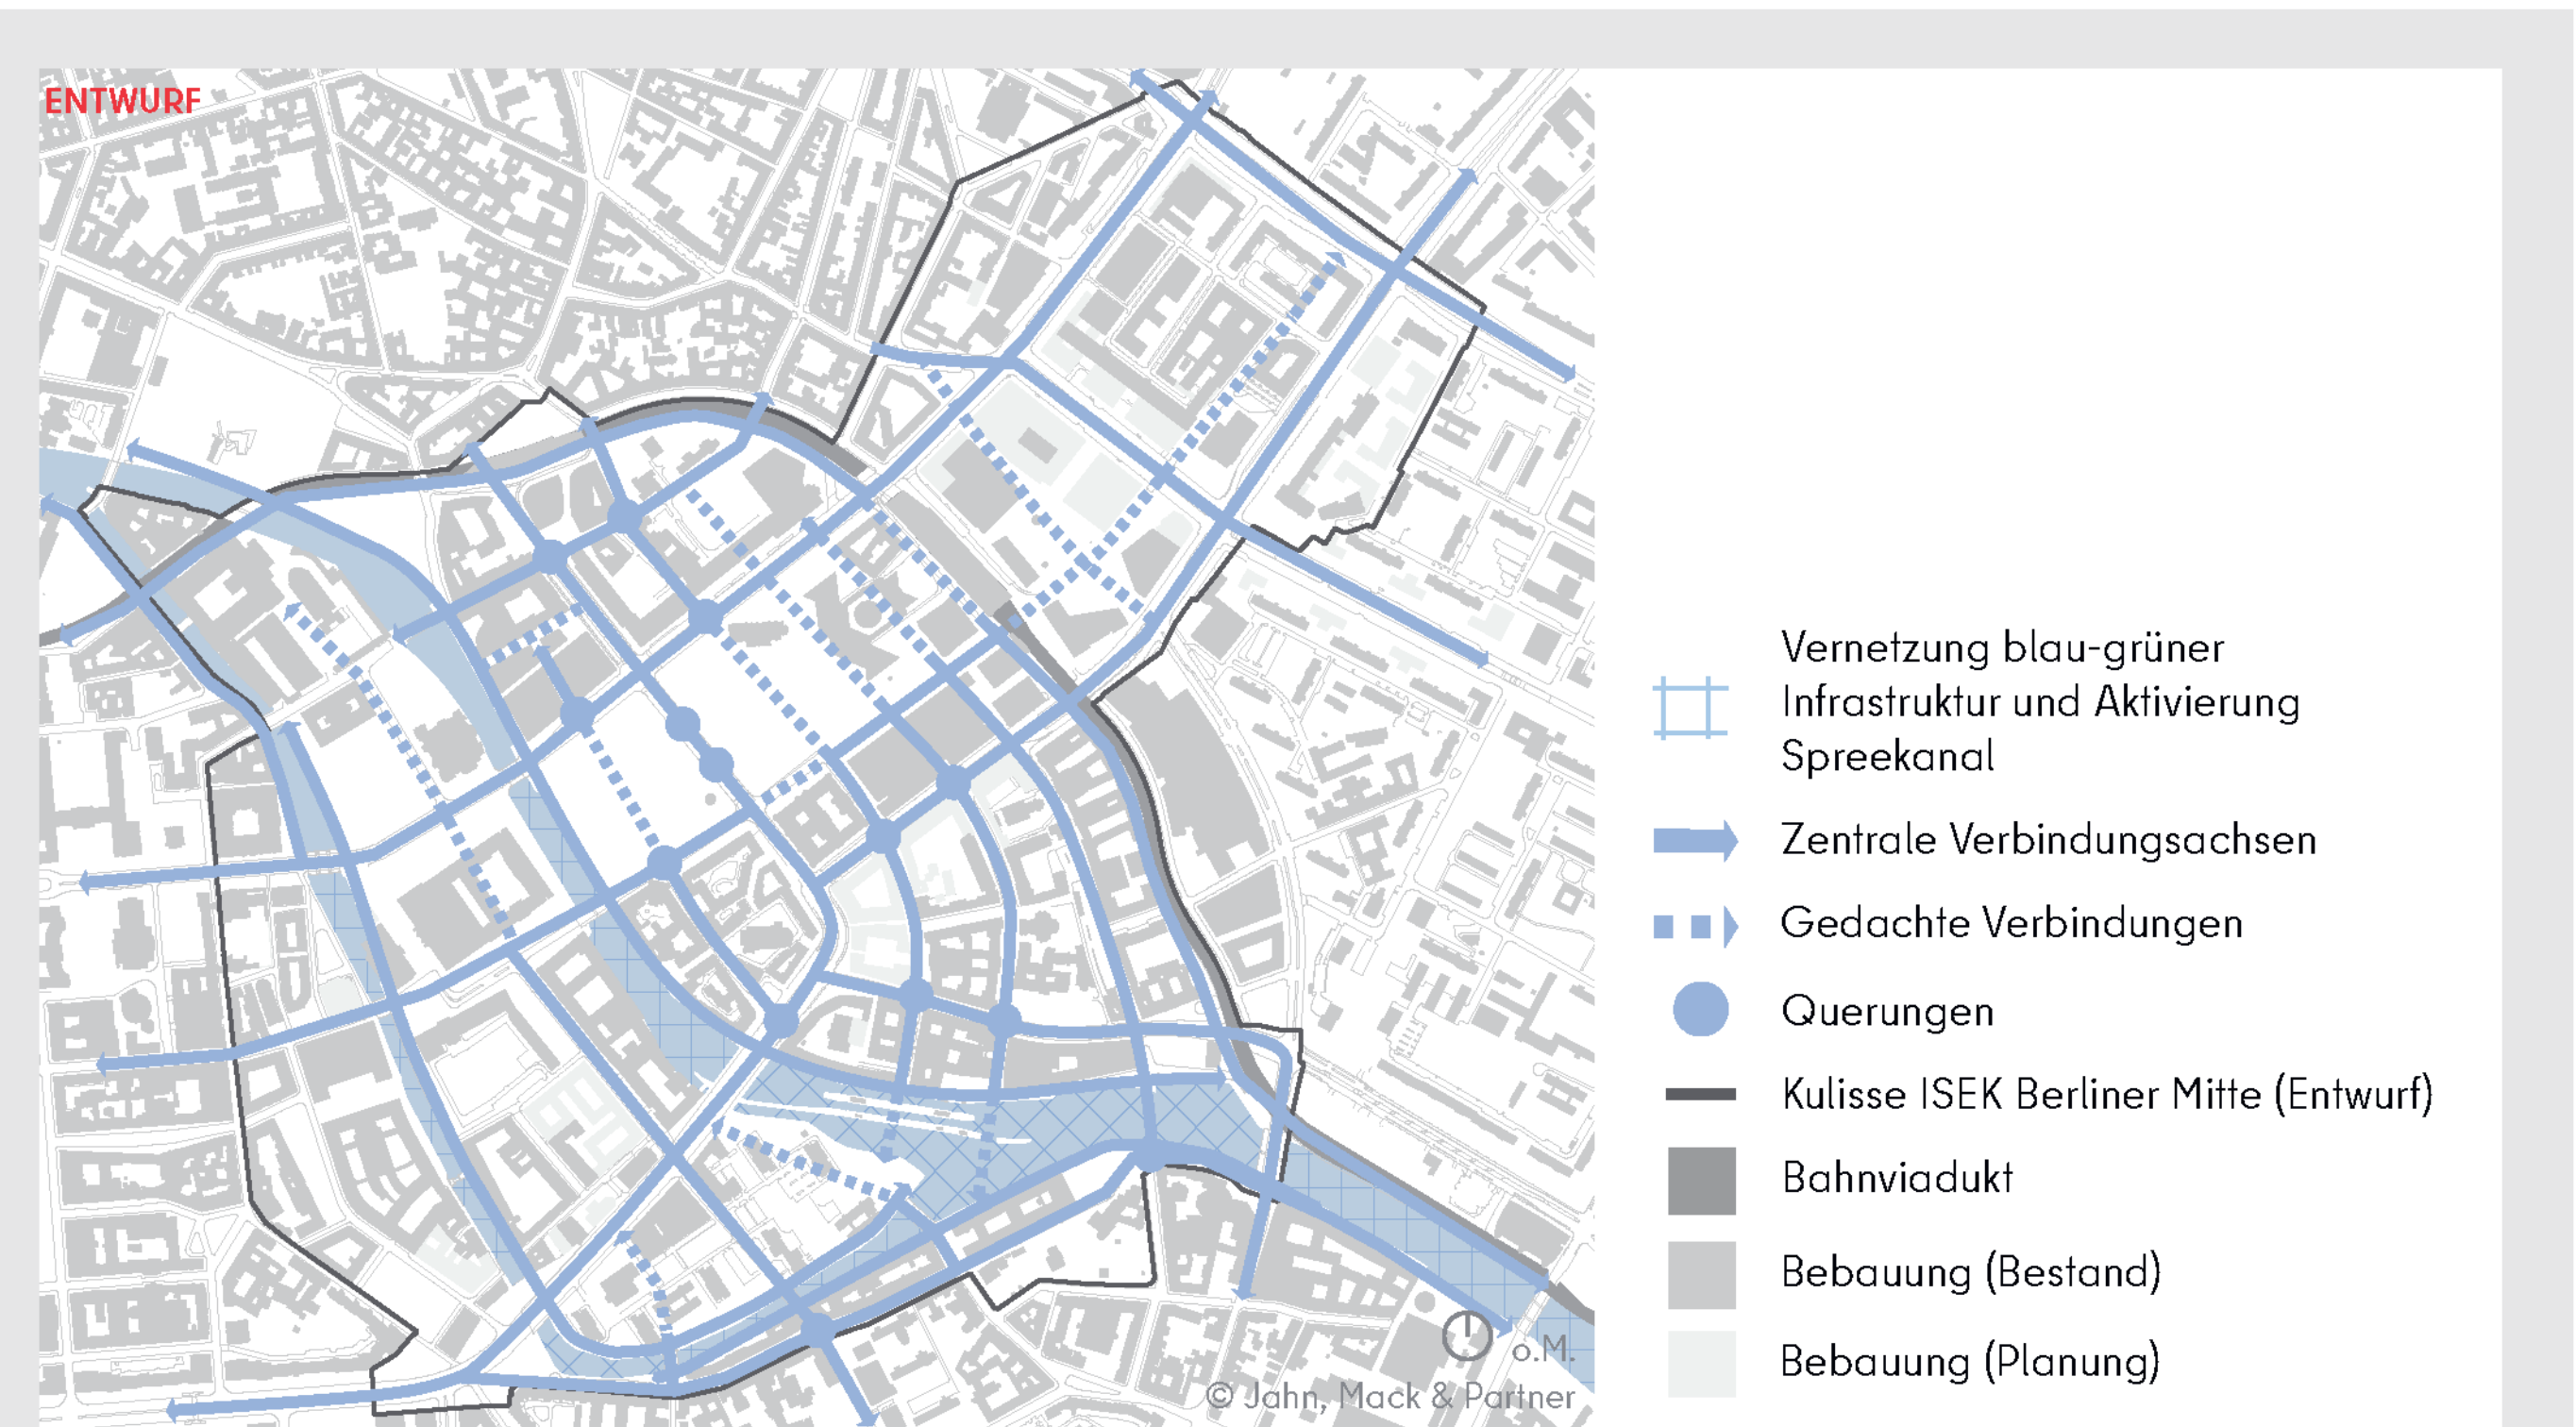 ENTWURF
Vernetzung blau-grüner
Infrastruktur und Aktivierung
Spreekanal
Zentrale Verbindungsachsen
Gedachte Verbindungen
Querungen
Kulisse ISEK Berliner Mitte (Entwurf)
Bahnviadukt
Bebauung (Bestand)
Bebauung (Planung)
o.M.
© Jahn, Mack & Partner